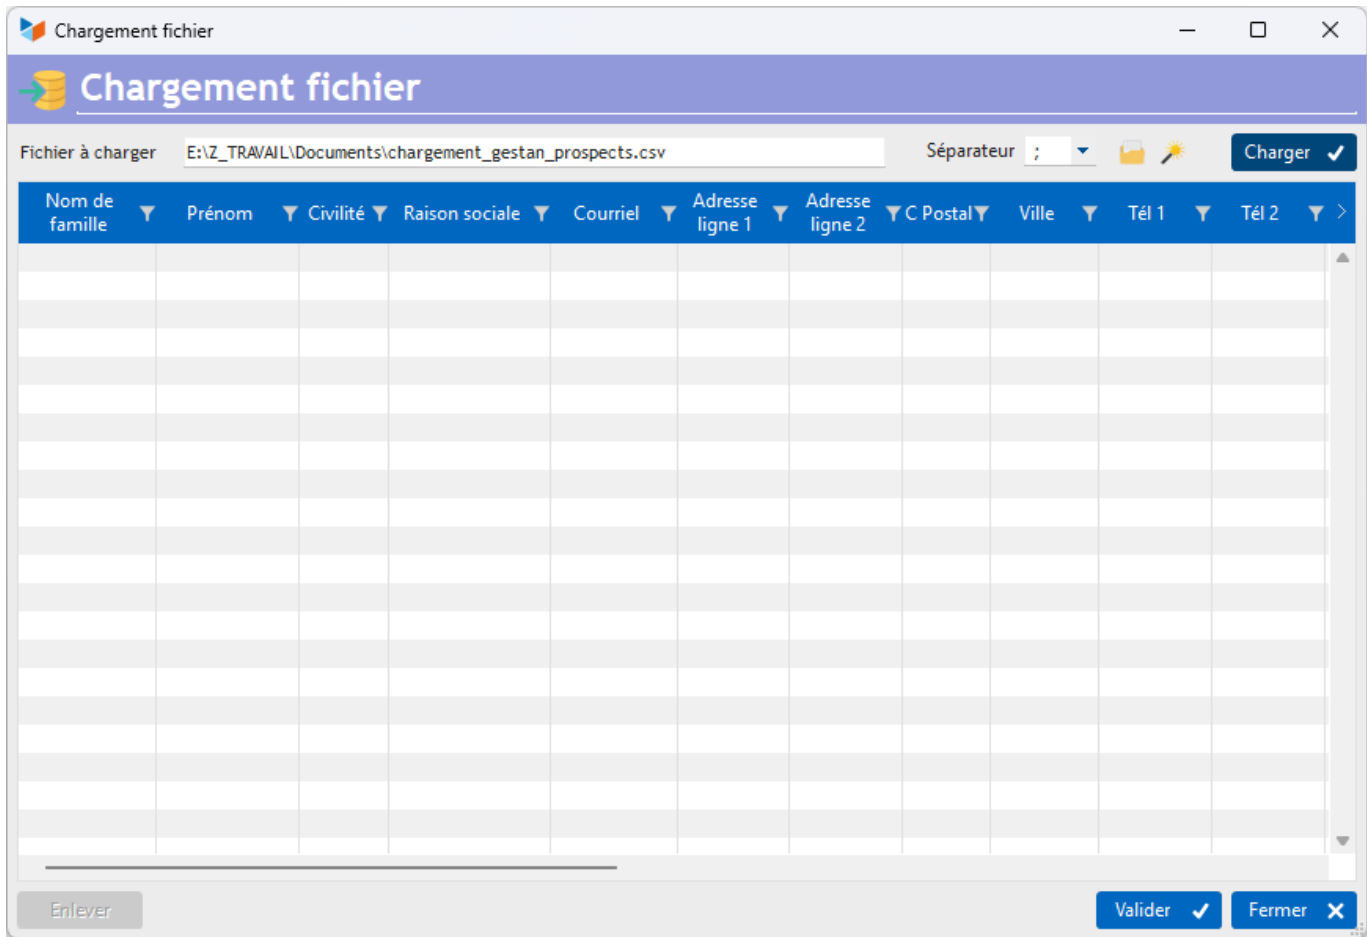 Chargement fichier
Chargement fichier
Fichier à charger E:\Z_TRAVAIL\Documents\chargement_gestan_prospects.csv Séparateur ; Charger
Nom de famille Prénom Civilité Raison sociale Courriel Adresse ligne 1 Adresse ligne 2 C Postal Ville Tél 1 Tél 2
Enlever Valider Fermer